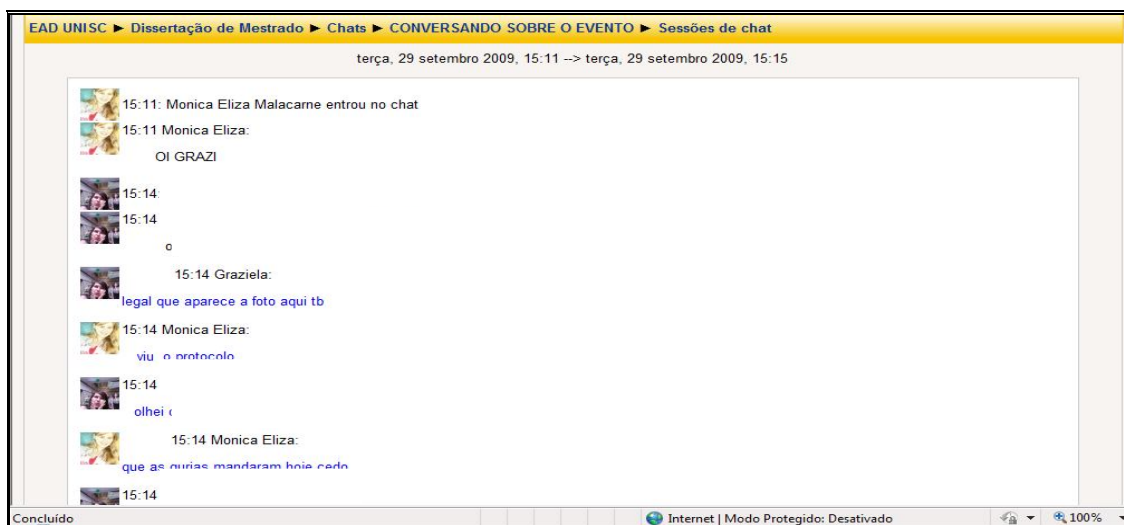 EAD UNISC ► Dissertação de Mestrado ► Chats ► CONVERSANDO SOBRE O EVENTO ► Sessões de chat
terça, 29 setembro 2009, 15:11 --> terça, 29 setembro 2009, 15:15
15:11: Monica Eliza Malacarne entrou no chat
15:11 Monica Eliza:
OI GRAZI
15:14
15:14
o
15:14 Graziela:
legal que aparece a foto aqui tb
15:14 Monica Eliza:
viu o protocolo
15:14
olhei
15:14 Monica Eliza:
que as gurias mandaram hoje cedo
15:14
Concluído
Internet | Modo Protegido: Desativado
100%